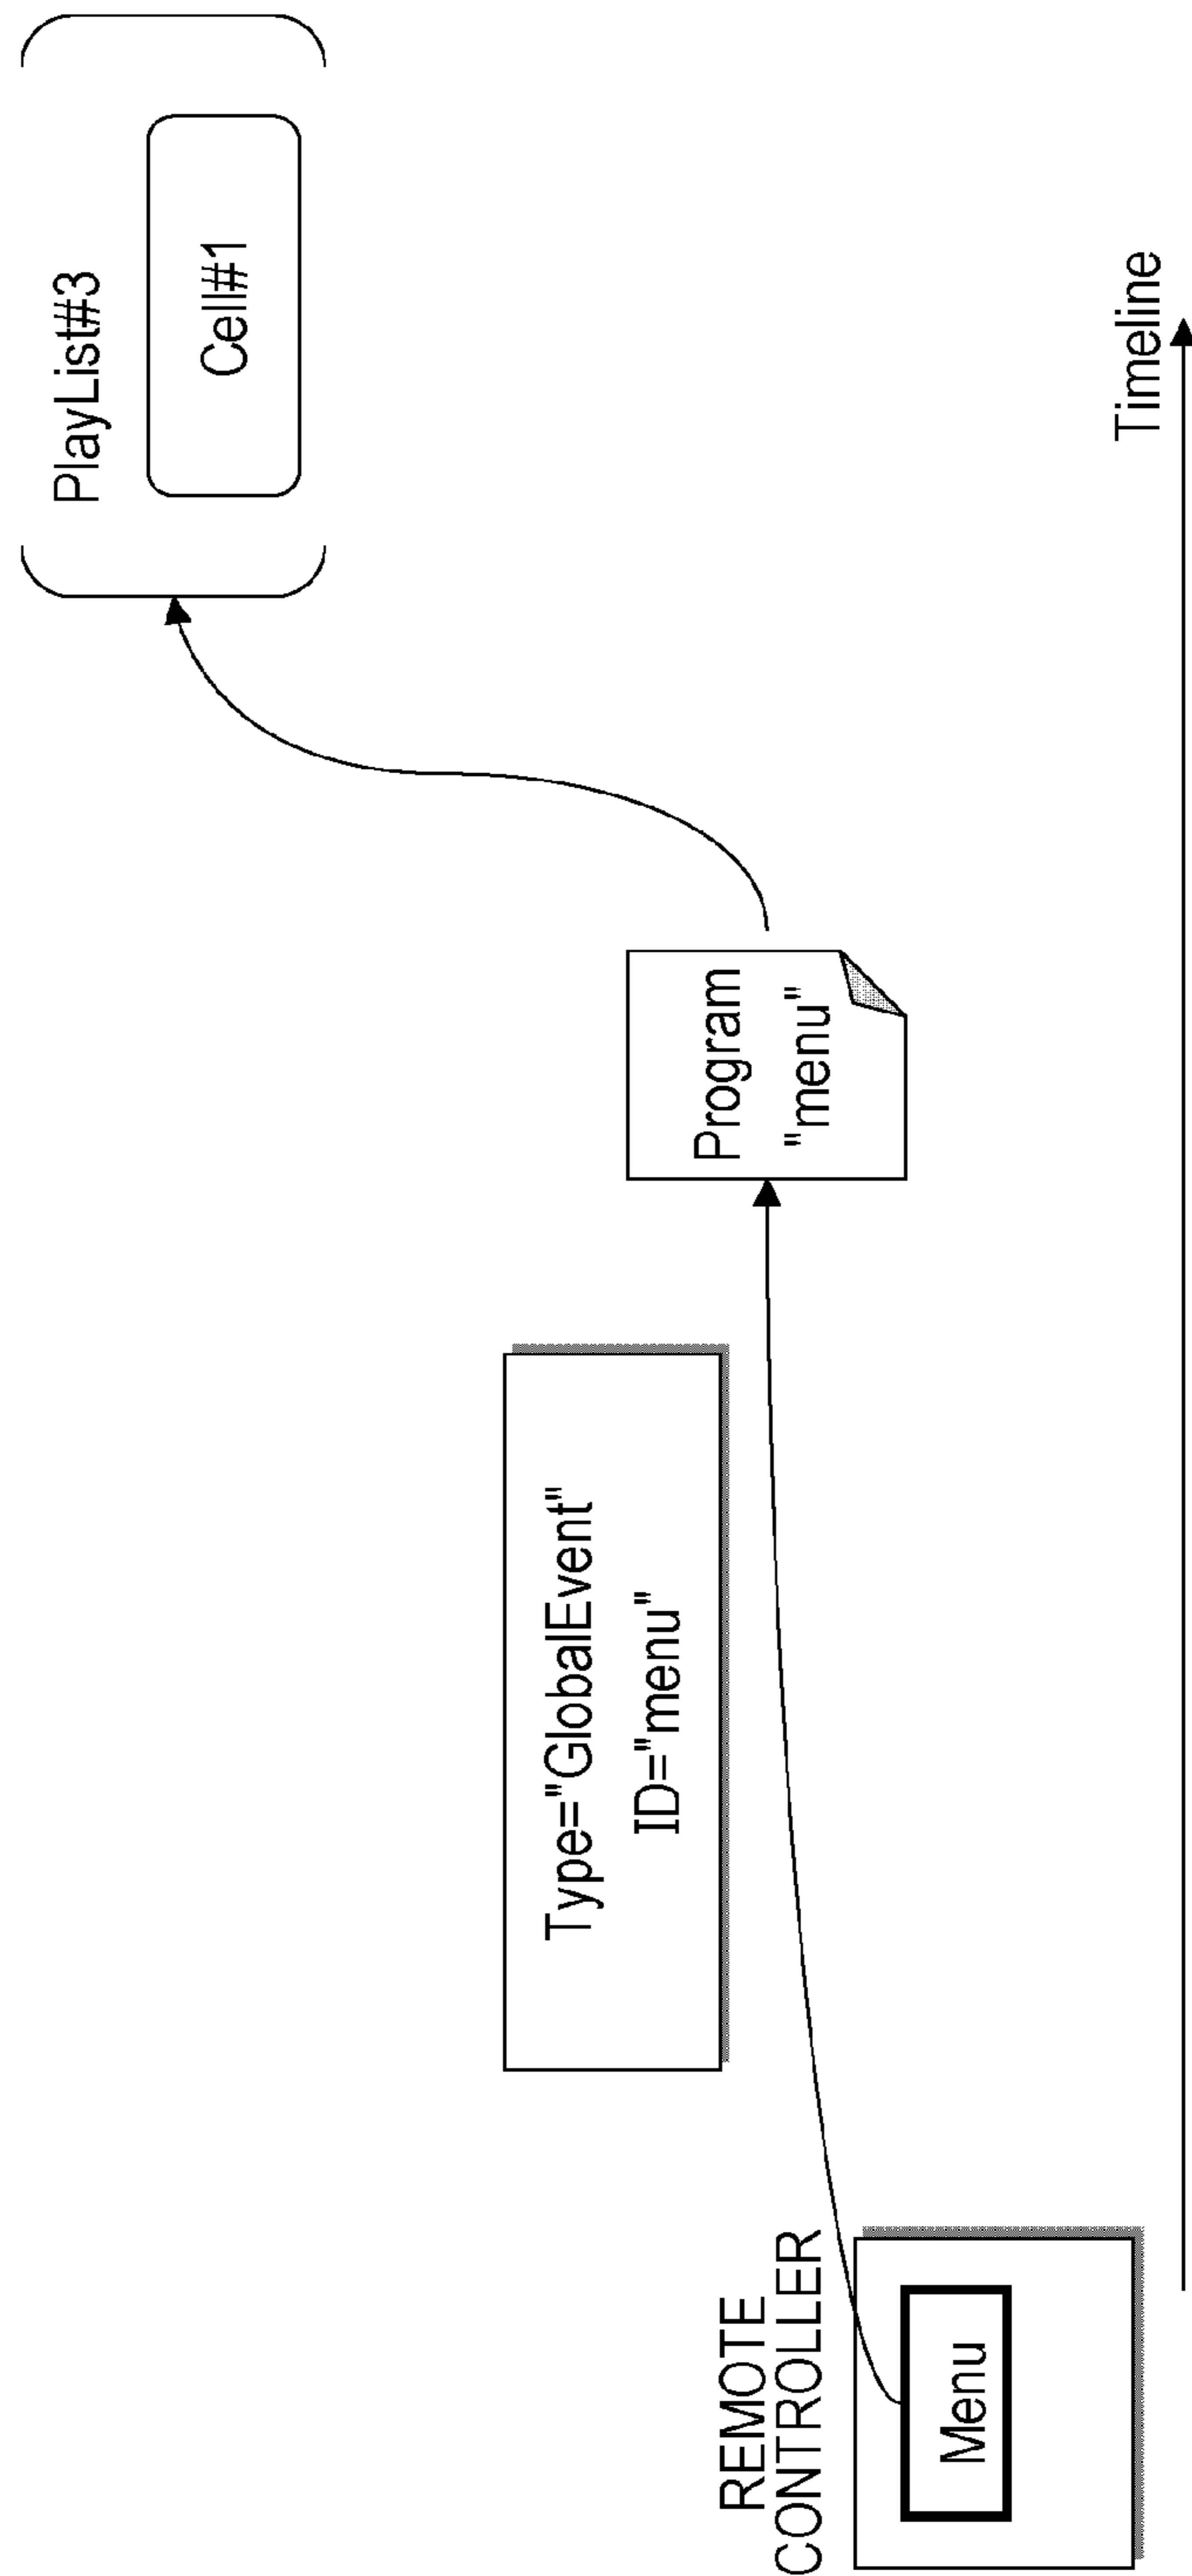 PlayList#3
Cell#1
Type="GlobalEvent"
ID="menu"
Program
"menu"
REMOTE
CONTROLLER
Menu
Timeline